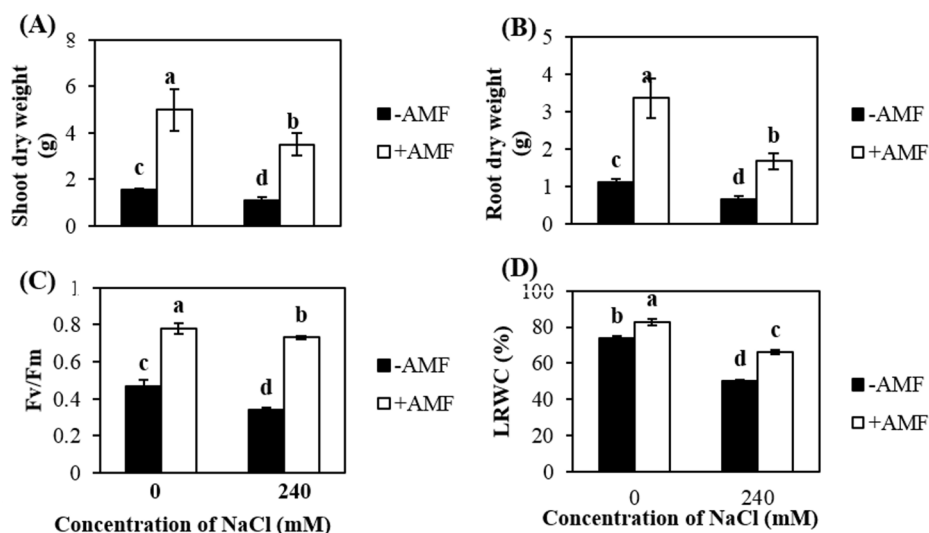 (A)
8
6
4
2
0
Shoot dry weight
(g)
a
b
c
d
-AMF
+AMF
(B)
5
4
3
2
1
0
Root dry weight
(g)
a
b
c
d
-AMF
+AMF
(C)
1
0.8
0.6
0.4
0.2
0
Fv/Fm
a
b
c
d
-AMF
+AMF
0 240
Concentration of NaCl (mM)
(D)
100
80
60
40
20
0
LRWC (%)
b
a
d
c
-AMF
+AMF
0 240
Concentration of NaCl (mM)